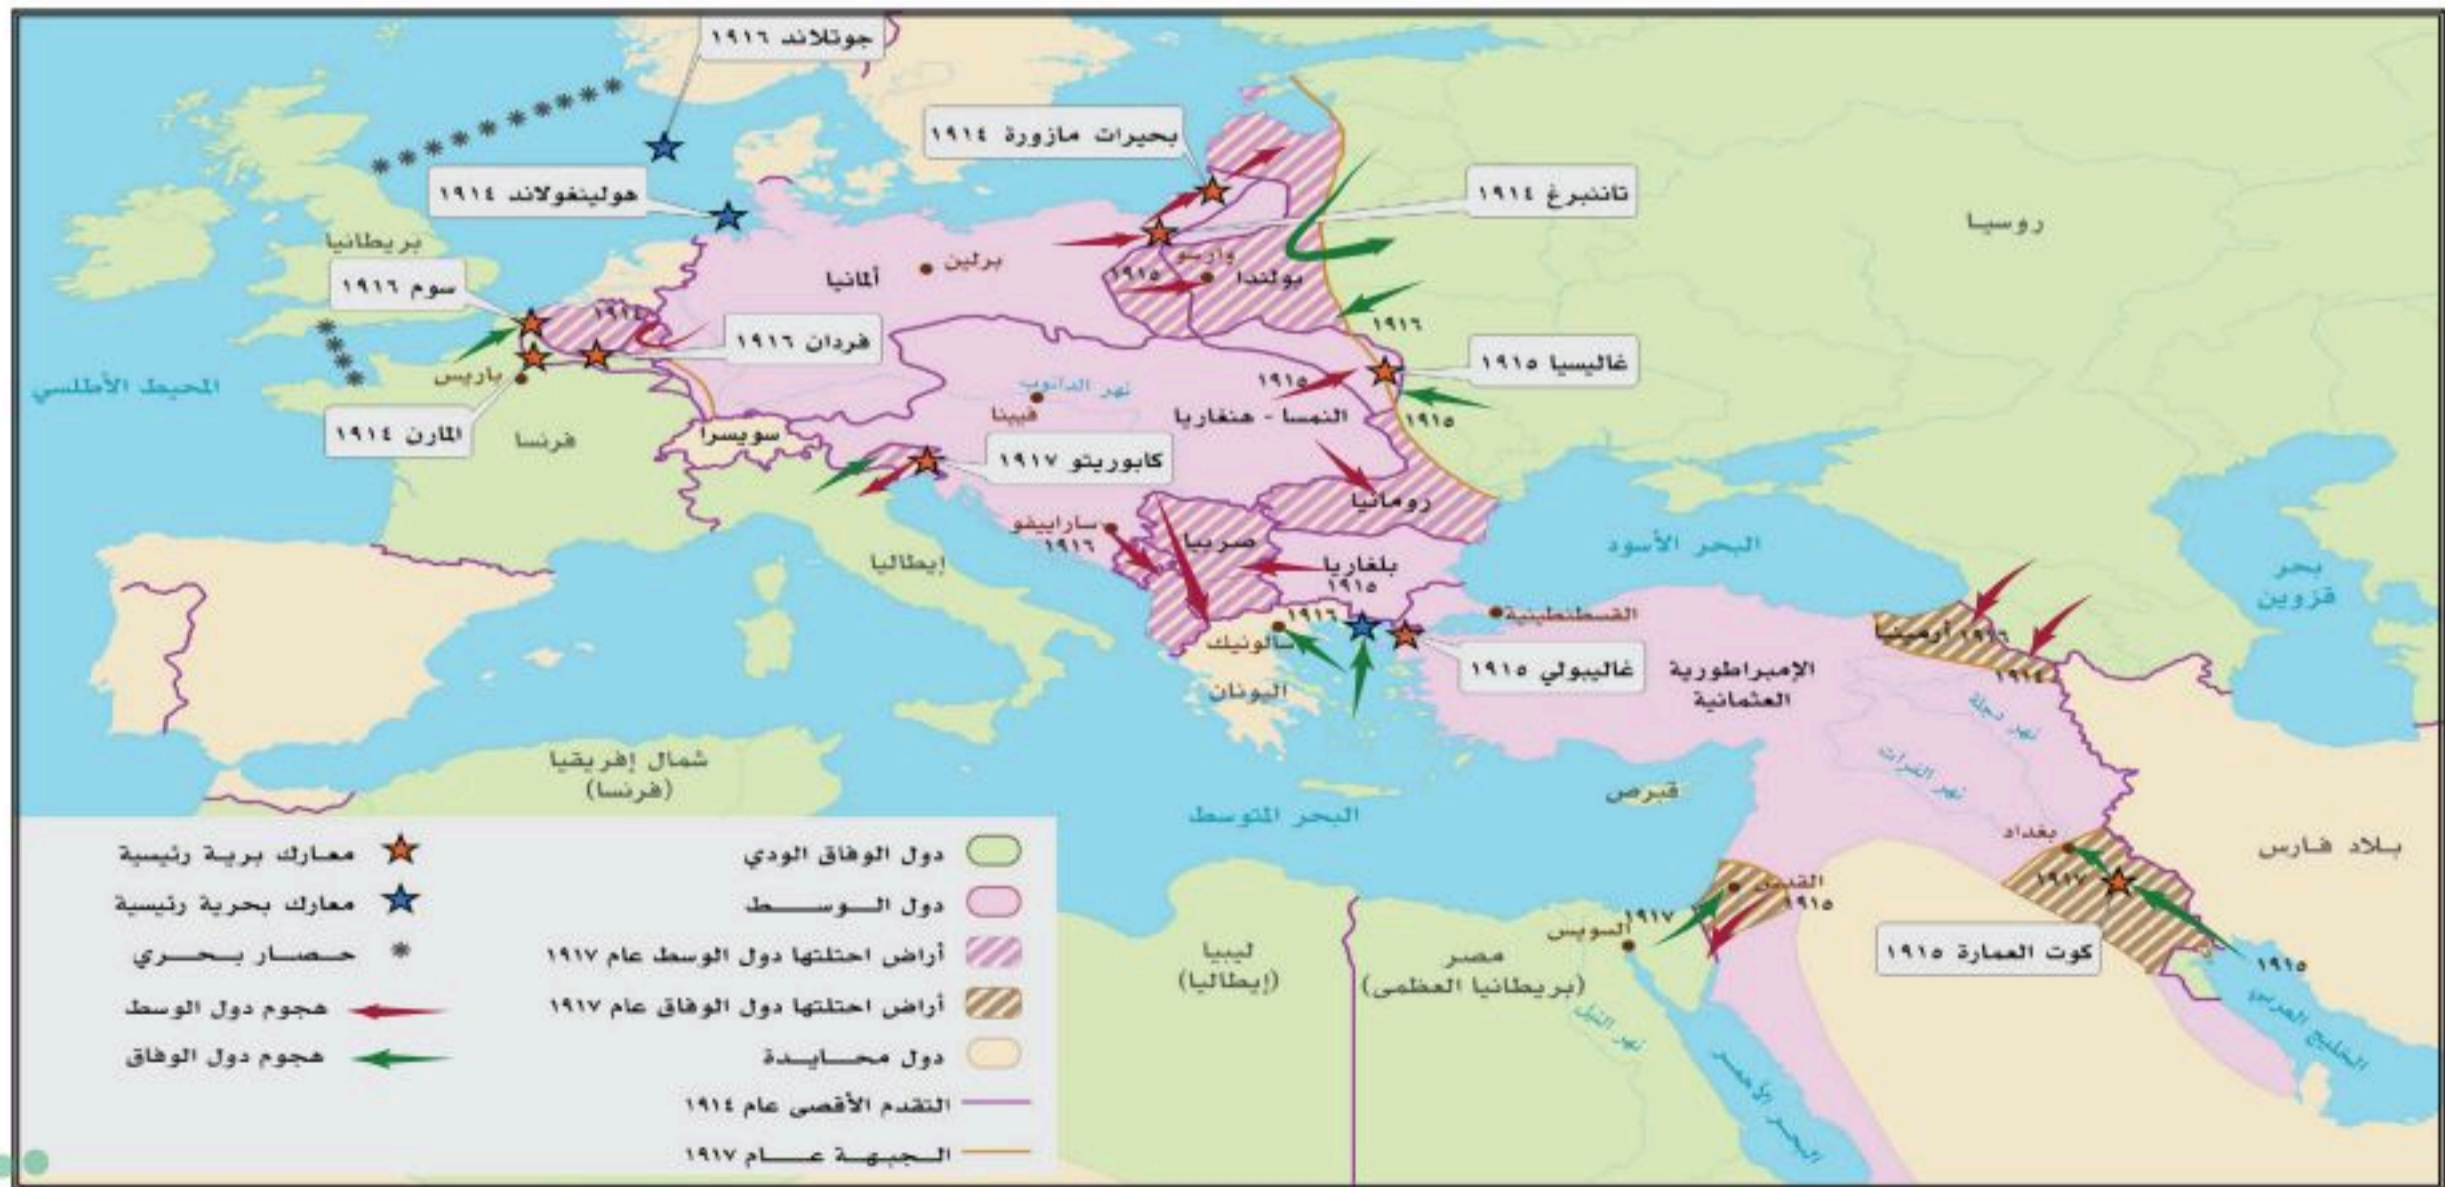 جوتلاند ١٩١٦
بحيرات مازورة ١٩١٤
تاننبرغ ١٩١٤
هولينغولاند ١٩١٤
روسيا
بريطانيا
برلين
ألمانيا
وارسو
١٩١٥
بولندا
سوم ١٩١٦
١٩١٤
١٩١٦
فردان ١٩١٦
غاليسيا ١٩١٥
المحيط الأطلسي
باريس
١٩١٥
نهر الدانوب
فيينا
النمسا - هنغاريا
١٩١٥
المارن ١٩١٤
فرنسا
سويسرا
كابوريتو ١٩١٧
رومانيا
ساراييفو
١٩١٦
صربيا
البحر الأسود
إيطاليا
بلغاريا
١٩١٥
بحر
قزوين
١٩١٦
القسطنطينية
أرمينيا ١٩١٦
سالونيك
غاليبولي ١٩١٥
الإمبراطورية
العثمانية
١٩١٤
اليونان
نهر دجلة
نهر الفرات
شمال إفريقيا
(فرنسا)
قبرص
البحر المتوسط
بغداد
بلاد فارس
القدس
١٩١٥
١٩١٧
١٩١٧
السويس
كوت العمارة ١٩١٥
١٩١٥
ليبيا
(إيطاليا)
مصر
(بريطانيا العظمى)
نهر النيل
البحر الأحمر
الخليج العربي
دول الوفاق الودي
دول الوسط
أراض احتلتها دول الوسط عام ١٩١٧
أراض احتلتها دول الوفاق عام ١٩١٧
دول محايدة
التقدم الأقصى عام ١٩١٤
الجبهة عام ١٩١٧
معارك برية رئيسية
معارك بحرية رئيسية
حصار بحري
هجوم دول الوسط
هجوم دول الوفاق